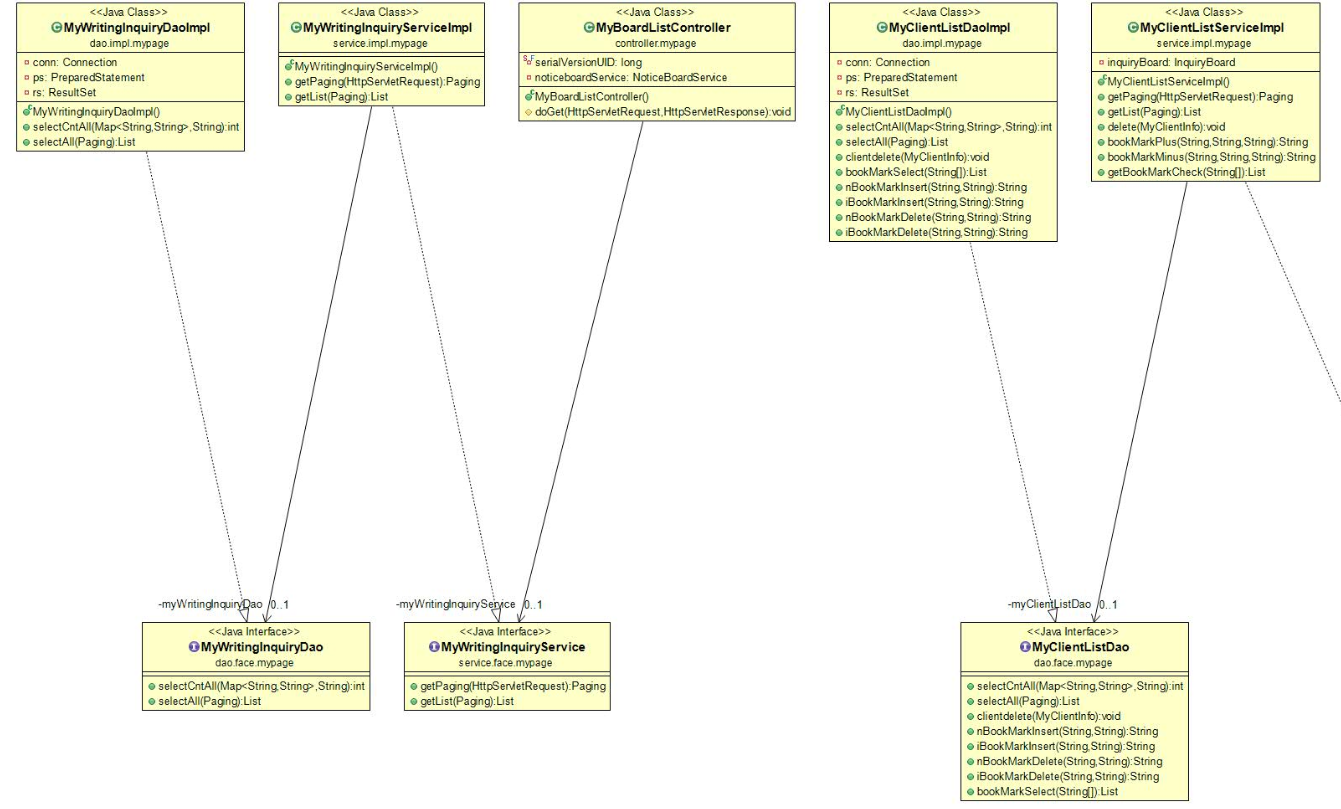 <<Java Class>>
MyWritingInquiryDaoImpl
dao.impl.mypage
conn: Connection
ps: PreparedStatement
rs: ResultSet
MyWritingInquiryDaoImpl()
selectCntAll(Map<String,String>,String):int
selectAll(Paging):List
<<Java Class>>
MyWritingInquiryServiceImpl
service.impl.mypage
MyWritingInquiryServiceImpl()
getPaging(HttpServletRequest):Paging
getList(Paging):List
<<Java Class>>
MyBoardListController
controller.mypage
serialVersionUID: long
noticeboardService: NoticeBoardService
MyBoardListController()
doGet(HttpServletRequest,HttpServletResponse):void
<<Java Class>>
MyClientListDaoImpl
dao.impl.mypage
conn: Connection
ps: PreparedStatement
rs: ResultSet
MyClientListDaoImpl()
selectCntAll(Map<String,String>,String):int
selectAll(Paging):List
clientdelete(MyClientInfo):void
bookMarkSelect(String[]):List
nBookMarkInsert(String,String):String
iBookMarkInsert(String,String):String
nBookMarkDelete(String,String):String
iBookMarkDelete(String,String):String
<<Java Class>>
MyClientListServiceImpl
service.impl.mypage
inquiryBoard: InquiryBoard
MyClientListServiceImpl()
getPaging(HttpServletRequest):Paging
getList(Paging):List
delete(MyClientInfo):void
bookMarkPlus(String,String,String):String
bookMarkMinus(String,String,String):String
getBookMarkCheck(String[]):List
-myWritingInquiryDao 0..1
<<Java Interface>>
MyWritingInquiryDao
dao.face.mypage
selectCntAll(Map<String,String>,String):int
selectAll(Paging):List
-myWritingInquiryService 0..1
<<Java Interface>>
MyWritingInquiryService
service.face.mypage
getPaging(HttpServletRequest):Paging
getList(Paging):List
-myClientListDao 0..1
<<Java Interface>>
MyClientListDao
dao.face.mypage
selectCntAll(Map<String,String>,String):int
selectAll(Paging):List
clientdelete(MyClientInfo):void
nBookMarkInsert(String,String):String
iBookMarkInsert(String,String):String
nBookMarkDelete(String,String):String
iBookMarkDelete(String,String):String
bookMarkSelect(String[]):List